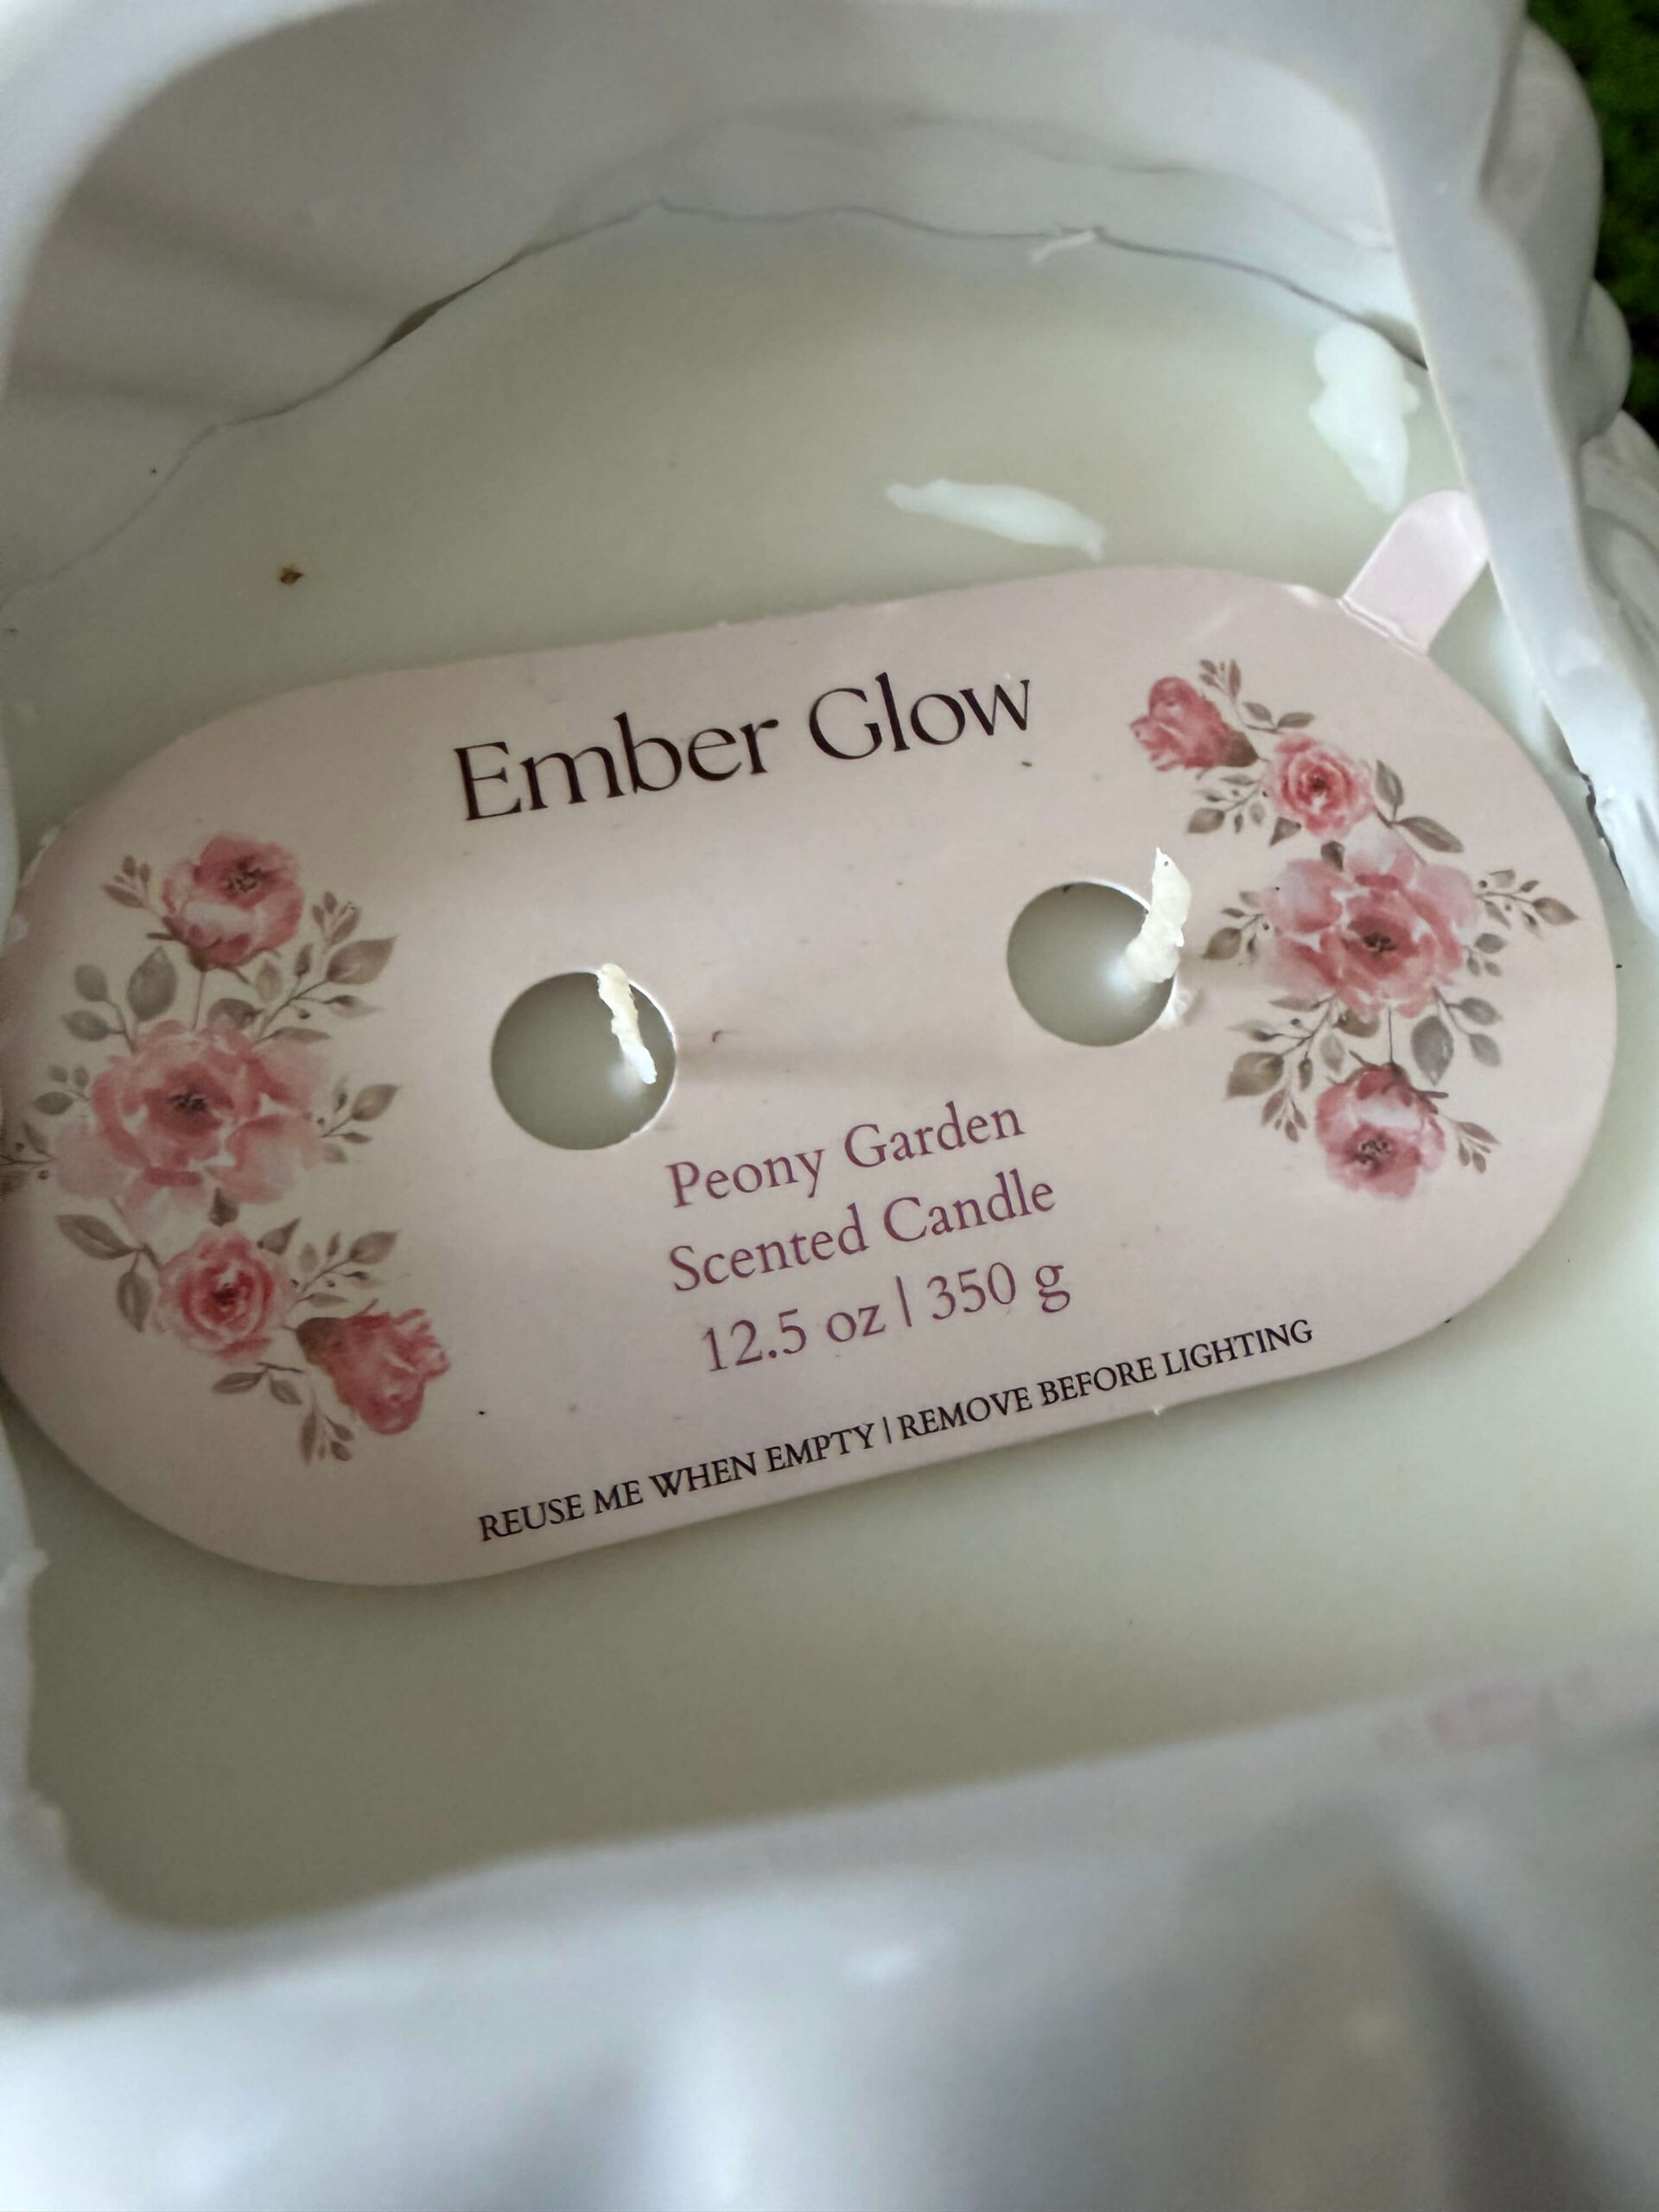 Ember Glow
Peony Garden
Scented Candle
12.5 oz | 350 g
REUSE ME WHEN EMPTY | REMOVE BEFORE LIGHTING